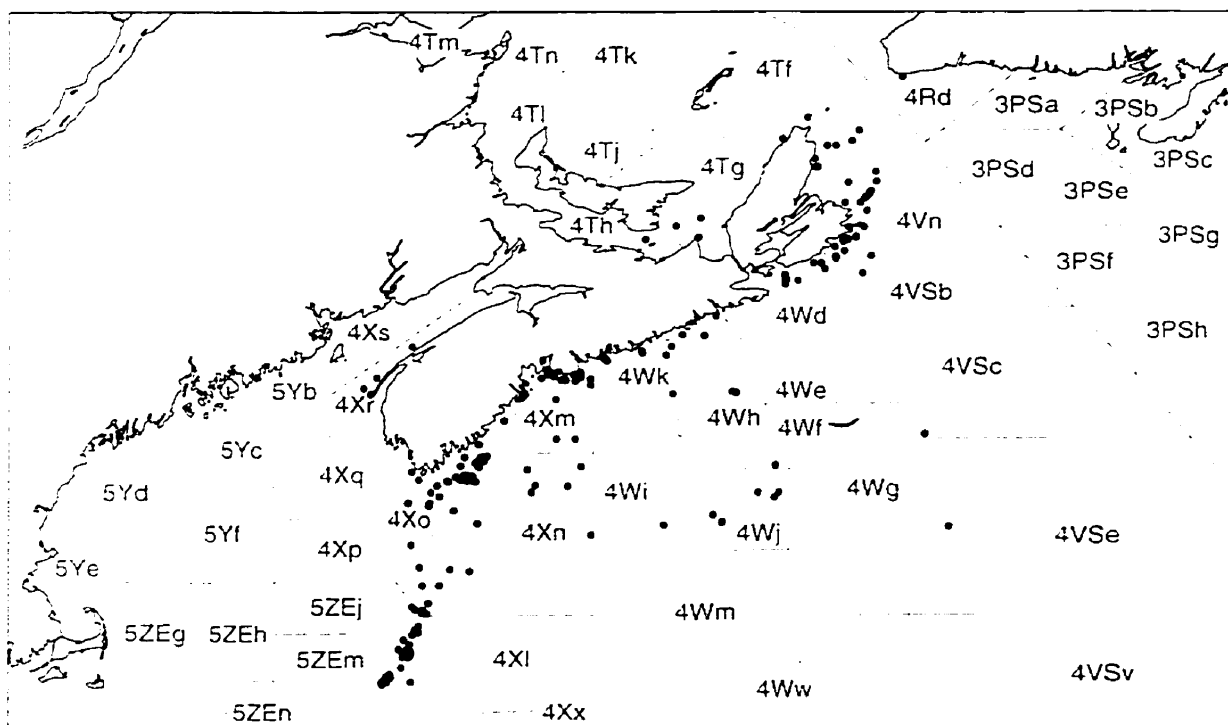 4Tm 4Tn 4Tk 4Tf
4Rd 3PSa 3PSb
4Tl 4Tj 4Tg 3PSd 3PSc
3PSe
4Th 4Vn 3PSg
3PSf
4VSb
4Xs 4Wd 3PSh
5Yb 4Xr 4Wk 4We 4VSc
4Xm 4Wh 4Wf
5Yc
5Yd 4Xq 4Wi 4Wg
5Yf 4Xo 4Xn 4Wj 4VSe
4Xp
5Ye
5ZEj 4Wm
5ZEg 5ZEh
5ZEm 4Xl 4VSv
4Ww
5ZEn 4Xx